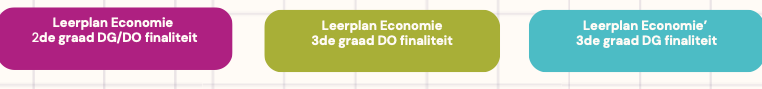 Leerplan Economie
2de graad DG/DO finaliteit
Leerplan Economie
3de graad DO finaliteit
Leerplan Economie’
3de graad DG finaliteit